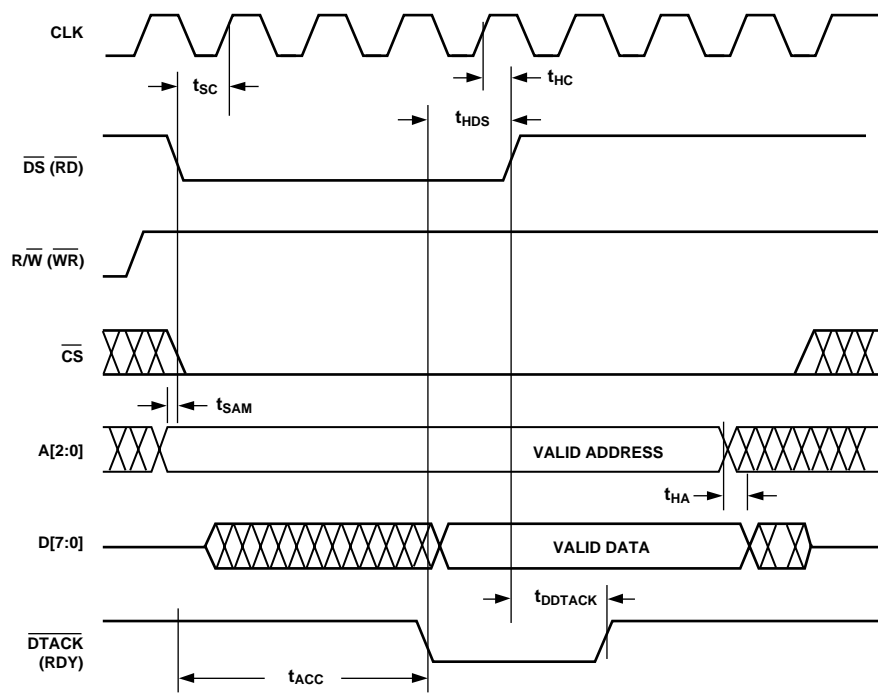 CLK
tSC
tHC
tHDS
DS (RD)
R/W (WR)
CS
tSAM
A[2:0]
VALID ADDRESS
tHA
D[7:0]
VALID DATA
tDDTACK
DTACK
(RDY)
tACC